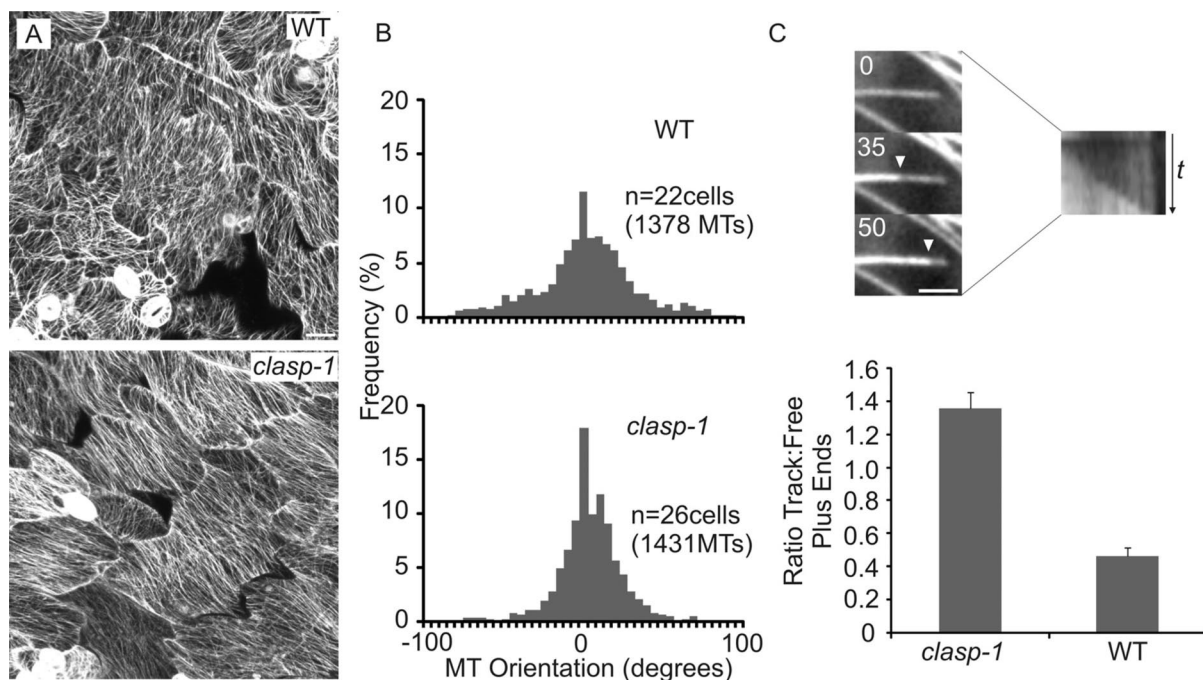 A
WT
clasp-1
B
Frequency (%)
20
15
10
5
0
WT
n=22cells
(1378 MTs)
20
15
10
5
0
clasp-1
n=26cells
(1431MTs)
-100
0
100
MT Orientation (degrees)
C
0
35
50
t
Ratio Track:Free
Plus Ends
1.6
1.4
1.2
1
0.8
0.6
0.4
0.2
0
clasp-1
WT